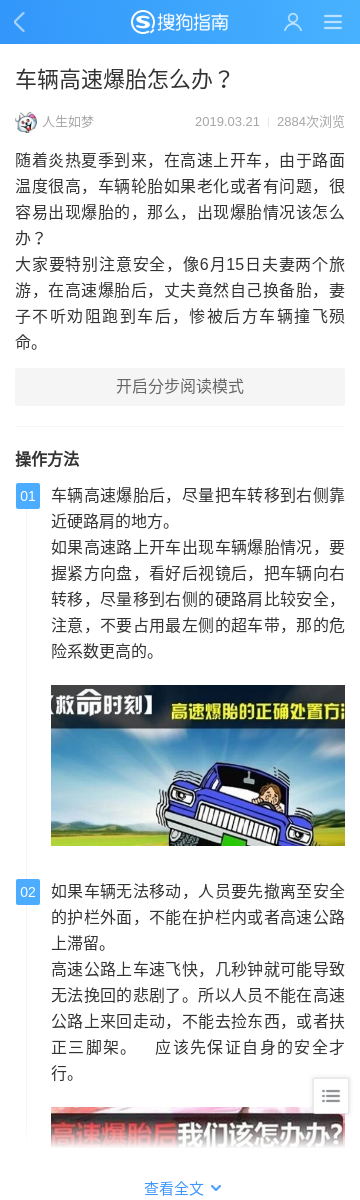 搜狗指南
车辆高速爆胎怎么办？
人生如梦
2019.03.21 | 2884次浏览
随着炎热夏季到来，在高速上开车，由于路面
温度很高，车辆轮胎如果老化或者有问题，很
容易出现爆胎的，那么，出现爆胎情况该怎么
办？
大家要特别注意安全，像6月15日夫妻两个旅
游，在高速爆胎后，丈夫竟然自己换备胎，妻
子不听劝阻跑到车后，惨被后方车辆撞飞殒
命。
开启分步阅读模式
操作方法
01
车辆高速爆胎后，尽量把车转移到右侧靠
近硬路肩的地方。
如果高速路上开车出现车辆爆胎情况，要
握紧方向盘，看好后视镜后，把车辆向右
转移，尽量移到右侧的硬路肩比较安全，
注意，不要占用最左侧的超车带，那的危
险系数更高的。
【救命时刻】 高速爆胎的正确处置方法
02
如果车辆无法移动，人员要先撤离至安全
的护栏外面，不能在护栏内或者高速公路
上滞留。
高速公路上车速飞快，几秒钟就可能导致
无法挽回的悲剧了。所以人员不能在高速
公路上来回走动，不能去捡东西，或者扶
正三脚架。 应该先保证自身的安全才
行。
高速爆胎后我们该怎办办?
查看全文